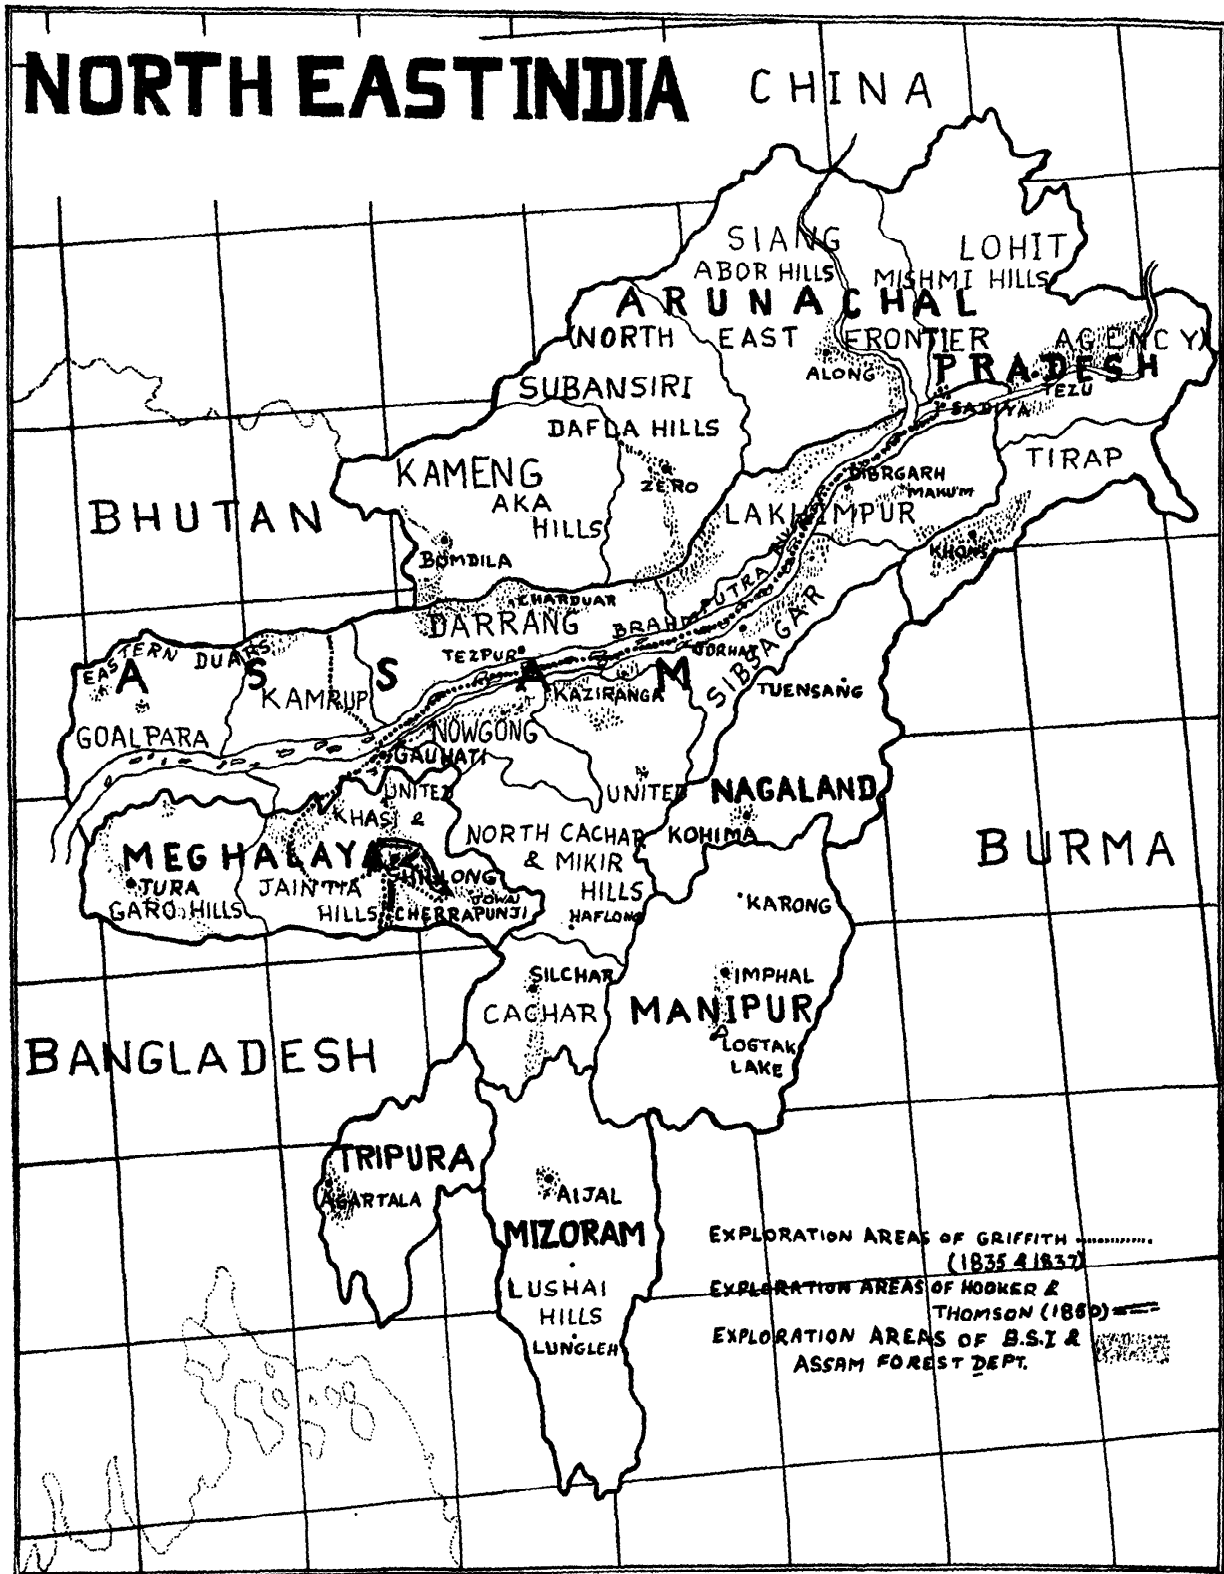 NORTH EAST INDIA
CHINA
SIANG
ABOR HILLS
LOHIT
MISHMI HILLS
ARUNACHAL
(NORTH EAST FRONTIER AGENCY)
PRADESH
ALONG
TEZU
SADIYA
SUBANSIRI
DAFLA HILLS
ZERO
KAMENG
AKA
HILLS
BOMDILA
TIRAP
DIBRGARH
MAKUM
LAKHIMPUR
KHONS
BHUTAN
CHARDUAR
DARRANG
BRAHMPUTRA
TEZPUR
JORHAT
SIBSAGAR
EASTERN DUARS
ASSAM
KAMRUP
KAZIRANGA
TUENSANG
GOALPARA
NOWGONG
GAUHATI
UNITED
KHASI &
UNITED
NAGALAND
NORTH CACHAR
& MIKIR
HILLS
KOHIMA
BURMA
MEGHALAYA
SHILLONG
TURA
JAINTIA
HILLS
JOWAI
GARO HILLS
CHERRAPUNJI
HAFLONG
KARONG
SILCHAR
IMPHAL
CACHAR
MANIPUR
LOGTAK
LAKE
BANGLADESH
TRIPURA
AGARTALA
AIJAL
MIZORAM
LUSHAI
HILLS
LUNGLEH
EXPLORATION AREAS OF GRIFFITH
(1835 & 1837)
EXPLORATION AREAS OF HOOKER &
THOMSON (1850)
EXPLORATION AREAS OF B.S.I &
ASSAM FOREST DEPT.